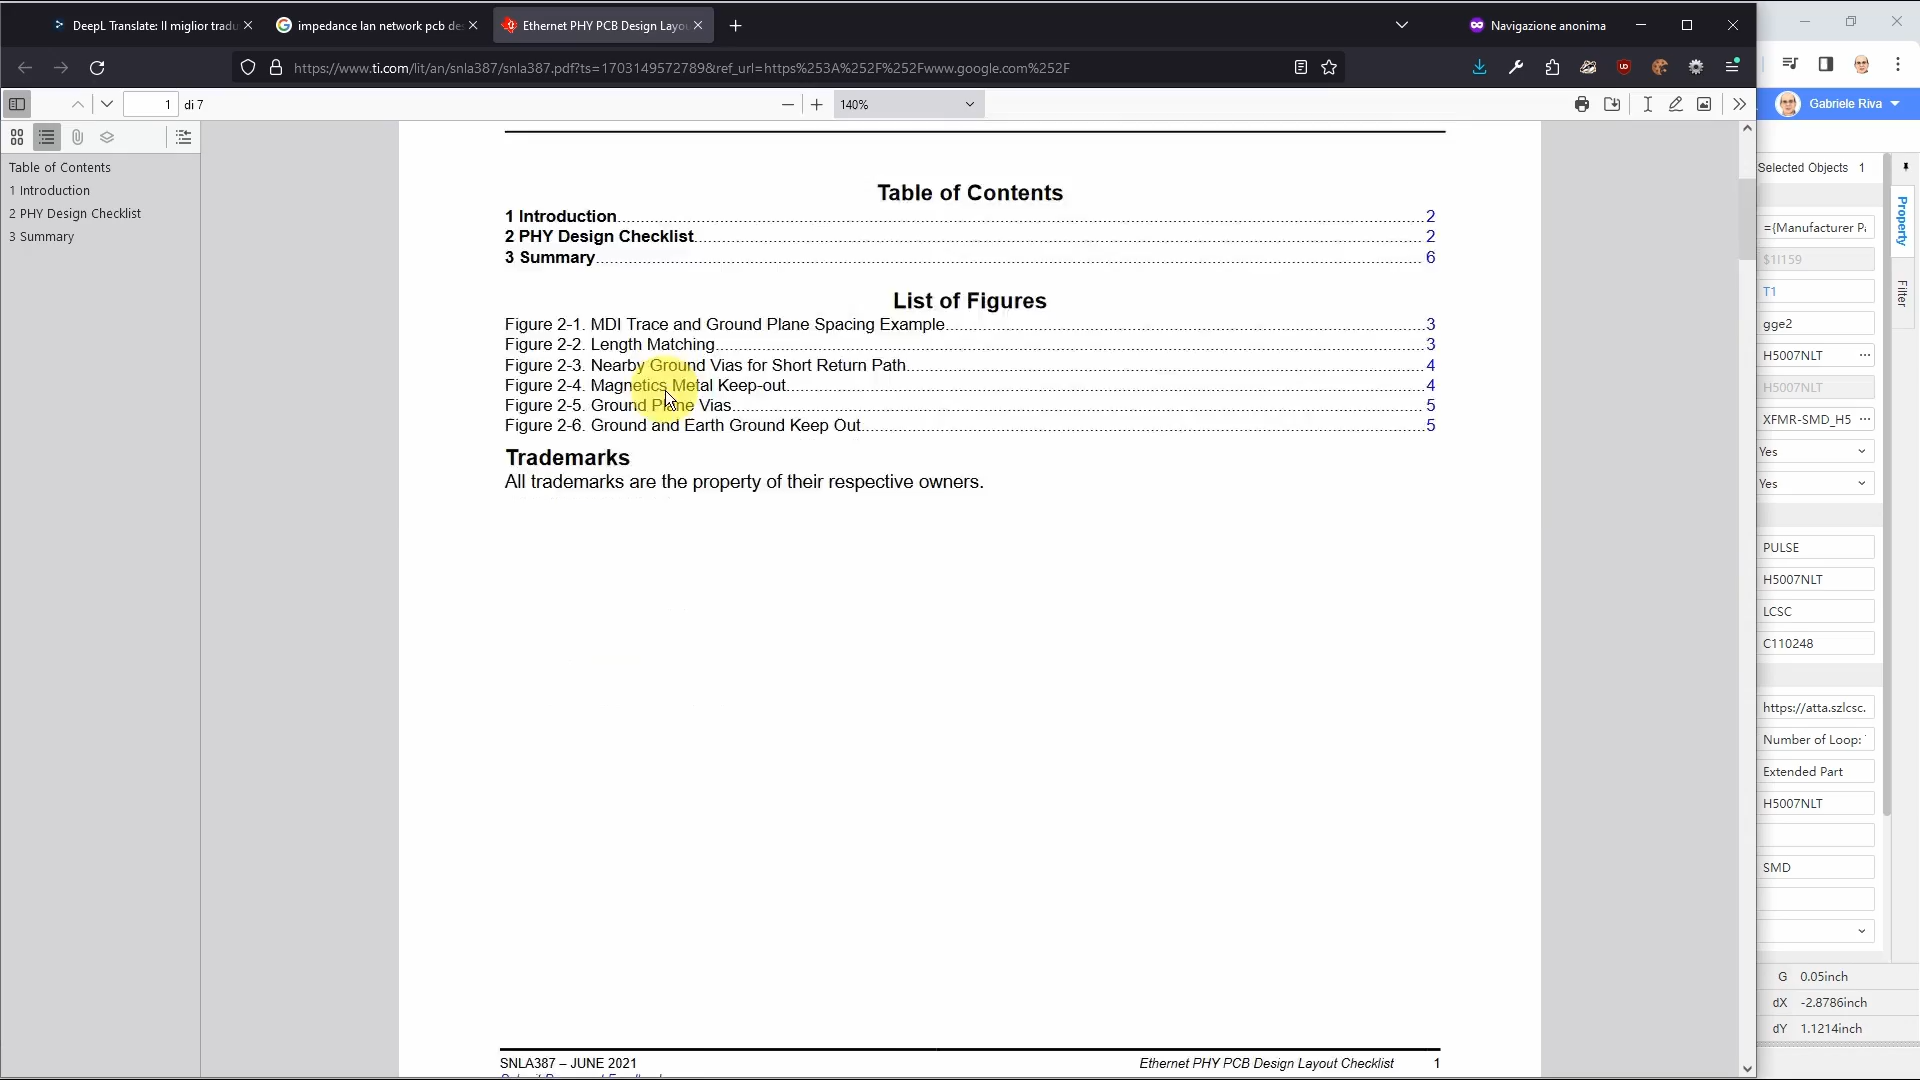 DeepL Translate: Il miglior tradu
impedance lan network pcb de
Ethernet PHY PCB Design Layou
Navigazione anonima
https://www.ti.com/lit/an/snla387/snla387.pdf?ts=1703149572789&ref_url=https%253A%252F%252Fwww.google.com%252F
1 di 7
140%
Gabriele Riva
Table of Contents
1 Introduction
2 PHY Design Checklist
3 Summary
Table of Contents
1 Introduction 2
2 PHY Design Checklist 2
3 Summary 6
List of Figures
Figure 2-1. MDI Trace and Ground Plane Spacing Example 3
Figure 2-2. Length Matching 3
Figure 2-3. Nearby Ground Vias for Short Return Path 4
Figure 2-4. Magnetics Metal Keep-out 4
Figure 2-5. Ground Plane Vias 5
Figure 2-6. Ground and Earth Ground Keep Out 5
Trademarks
All trademarks are the property of their respective owners.
SNLA387 – JUNE 2021
Ethernet PHY PCB Design Layout Checklist 1
Selected Objects 1
Property
Filter
={Manufacturer Pa
$1I159
T1
gge2
H5007NLT ...
H5007NLT
XFMR-SMD_H5 ...
Yes
Yes
PULSE
H5007NLT
LCSC
C110248
https://atta.szlcsc.
Number of Loop:
Extended Part
H5007NLT
SMD
G 0.05inch
dX -2.8786inch
dY 1.1214inch